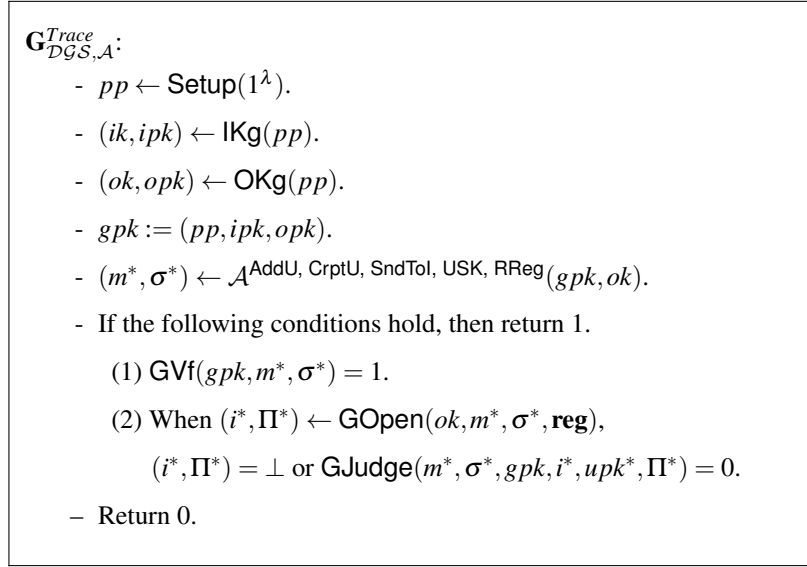 G^{Trace}_{𝒟𝒢𝒮,𝒜}:
- pp ← Setup(1^λ).
- (ik, ipk) ← IKg(pp).
- (ok, opk) ← OKg(pp).
- gpk := (pp, ipk, opk).
- (m*, σ*) ← 𝒜^{AddU, CrptU, SndToI, USK, RReg}(gpk, ok).
- If the following conditions hold, then return 1.
(1) GVf(gpk, m*, σ*) = 1.
(2) When (i*, Π*) ← GOpen(ok, m*, σ*, reg),
(i*, Π*) = ⊥ or GJudge(m*, σ*, gpk, i*, upk*, Π*) = 0.
– Return 0.